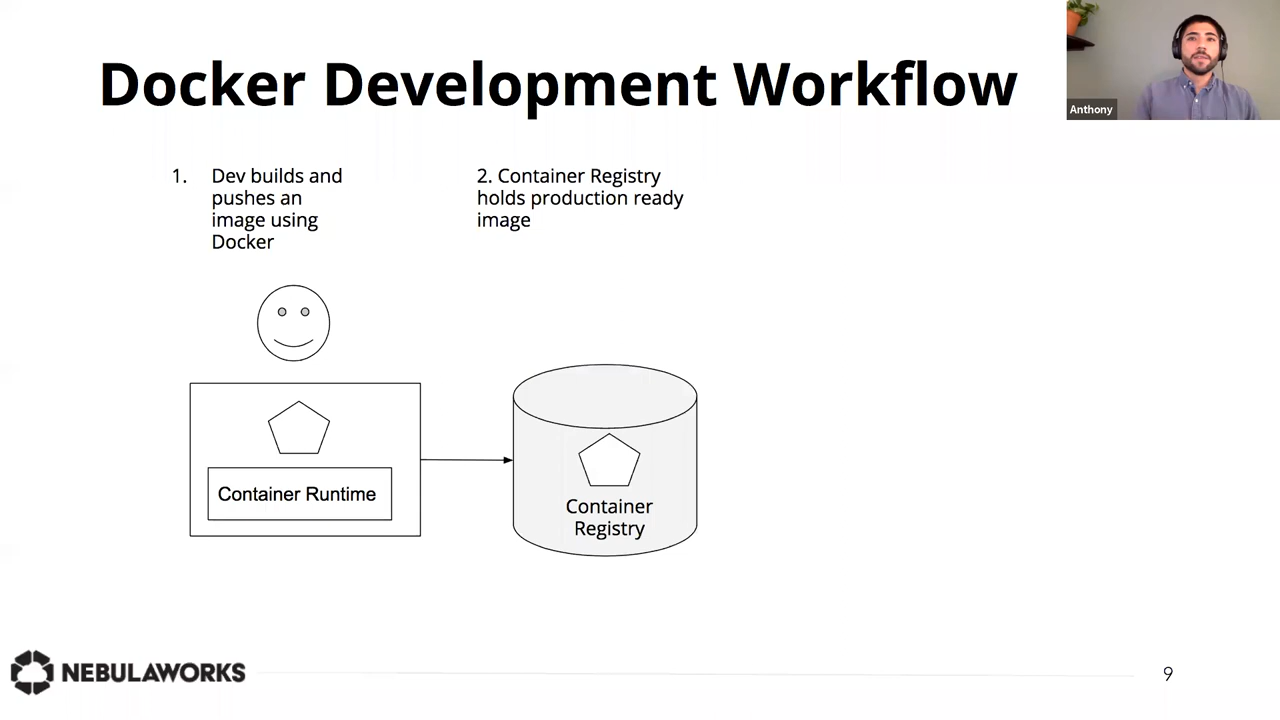 Docker Development Workflow
Anthony
1. Dev builds and
pushes an
image using
Docker
2. Container Registry
holds production ready
image
Container Runtime
Container
Registry
NEBULAWORKS
9